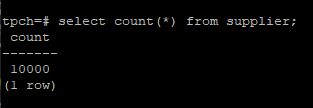 tpch=# select count(*) from supplier;
count
-------
10000
(1 row)